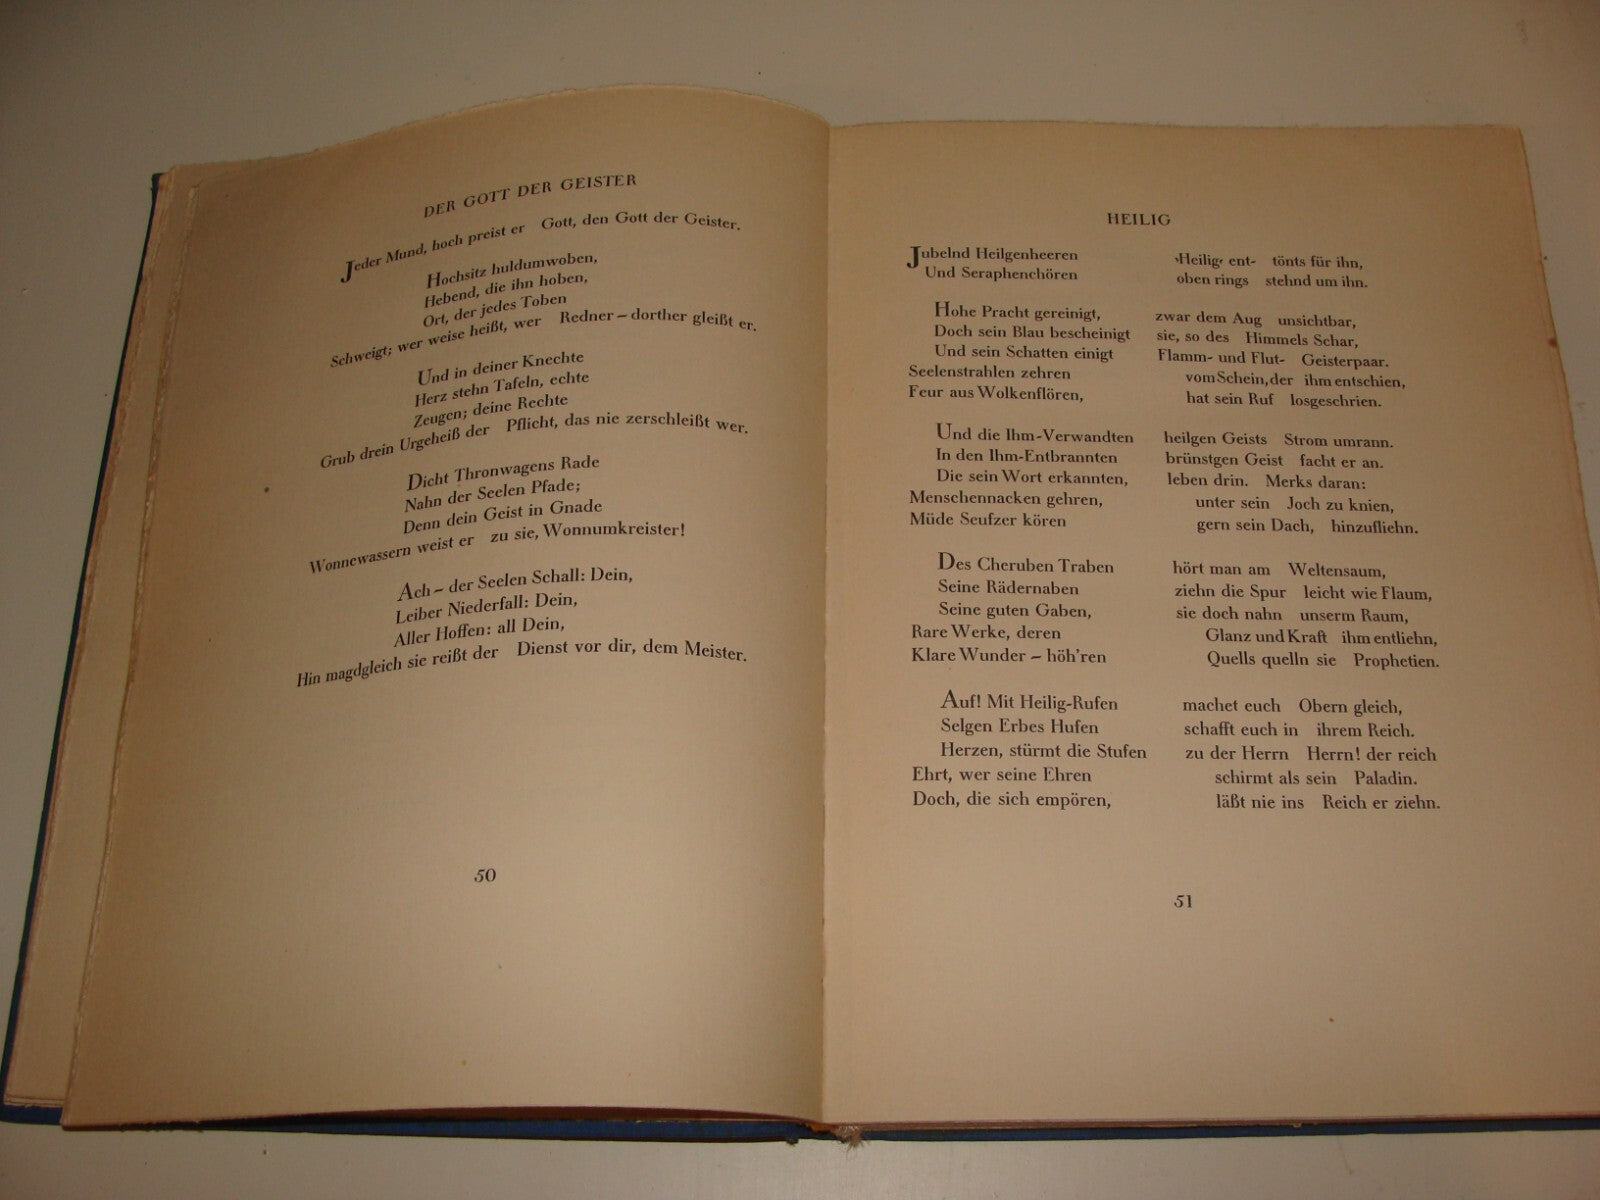 DER GOTT DER GEISTER
Jeder Mund, hoch preist er Gott, den Gott der Geister.
Hochsitz huldumwoben,
Hebend, die ihn hoben,
Ort, der jedes Toben
Schweigt; wer weise heißt, wer Redner – dorther gleißt er.
Und in deiner Knechte
Herz stehn Tafeln, echte
Zeugen; deine Rechte
Grub drein Urgeheiß der Pflicht, das nie zerschleißt wer.
Dicht Thronwagens Rade
Nahn der Seelen Pfade;
Denn dein Geist in Gnade
Wonnewassern weist er zu sie, Wonnumkreister!
Ach – der Seelen Schall: Dein,
Leiber Niederfall: Dein,
Aller Hoffen: all Dein,
Hin magdgleich sie reißt der Dienst vor dir, dem Meister.
50
HEILIG
Jubelnd Heilgenheeren ›Heilig‹ ent- tönts für ihn,
Und Seraphenchören oben rings stehnd um ihn.
Hohe Pracht gereinigt, zwar dem Aug unsichtbar,
Doch sein Blau bescheinigt sie, so des Himmels Schar,
Und sein Schatten einigt Flamm- und Flut- Geisterpaar.
Seelenstrahlen zehren vom Schein, der ihm entschien,
Feur aus Wolkenflören, hat sein Ruf losgeschrien.
Und die Ihm-Verwandten heilgen Geists Strom umrann.
In den Ihm-Entbrannten brünstgen Geist facht er an.
Die sein Wort erkannten, leben drin. Merks daran:
Menschennacken gehren, unter sein Joch zu knien,
Müde Seufzer kören gern sein Dach, hinzufliehn.
Des Cheruben Traben hört man am Weltensaum,
Seine Rädernaben ziehn die Spur leicht wie Flaum,
Seine guten Gaben, sie doch nahn unserm Raum,
Rare Werke, deren Glanz und Kraft ihm entliehn,
Klare Wunder – höh'ren Quells quelln sie Prophetien.
Auf! Mit Heilig-Rufen machet euch Obern gleich,
Selgen Erbes Hufen schafft euch in ihrem Reich.
Herzen, stürmt die Stufen zu der Herrn Herrn! der reich
Ehrt, wer seine Ehren schirmt als sein Paladin.
Doch, die sich empören, läßt nie ins Reich er ziehn.
51